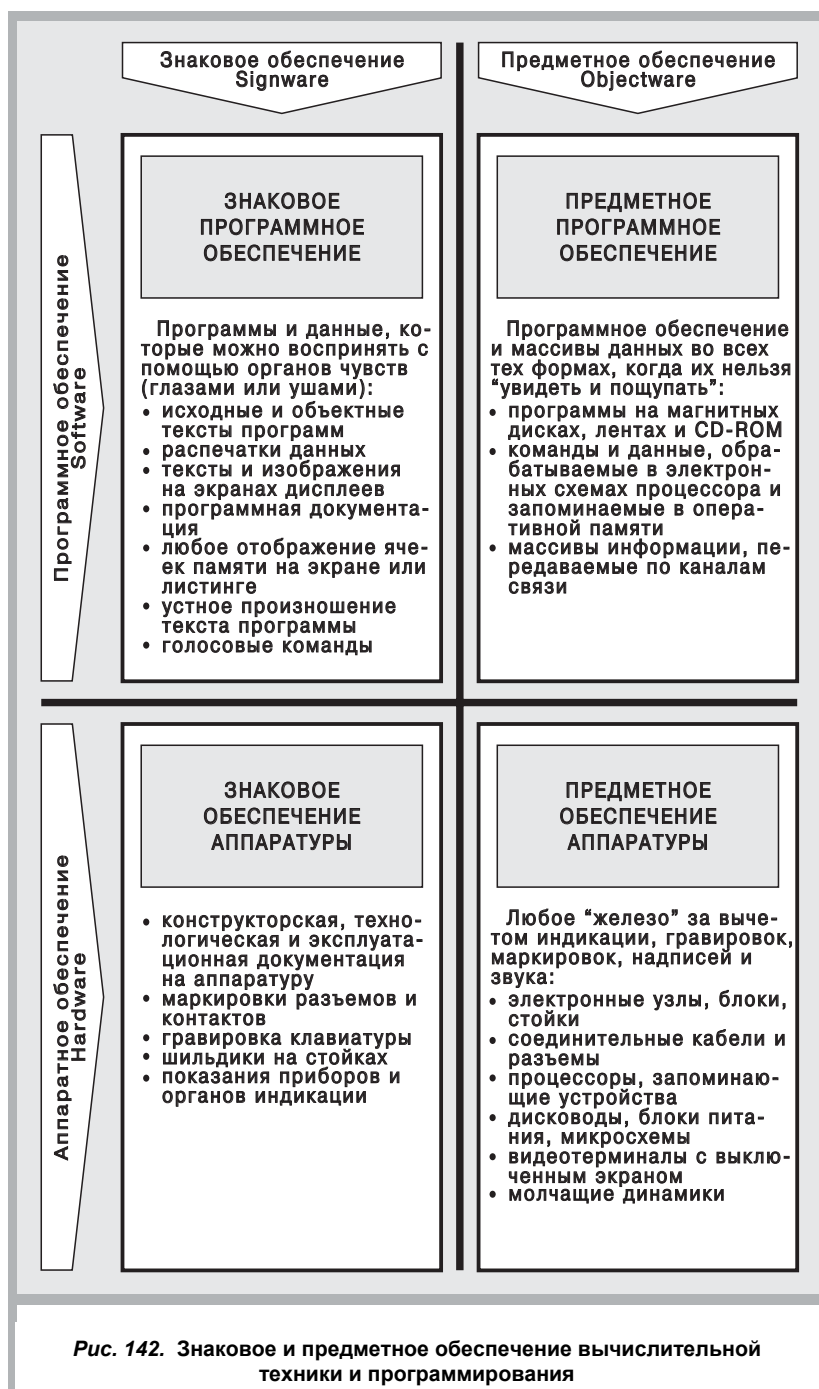 Знаковое обеспечение
Signware
Предметное обеспечение
Objectware
Программное обеспечение
Software
ЗНАКОВОЕ
ПРОГРАММНОЕ
ОБЕСПЕЧЕНИЕ
Программы и данные, ко-
торые можно воспринять с
помощью органов чувств
(глазами или ушами):
• исходные и объектные
тексты программ
• распечатки данных
• тексты и изображения
на экранах дисплеев
• программная документа-
ция
• любое отображение яче-
ек памяти на экране или
листинге
• устное произношение
текста программы
• голосовые команды
ПРЕДМЕТНОЕ
ПРОГРАММНОЕ
ОБЕСПЕЧЕНИЕ
Программное обеспечение
и массивы данных во всех
тех формах, когда их нельзя
“увидеть и пощупать”:
• программы на магнитных
дисках, лентах и CD-ROM
• команды и данные, обра-
батываемые в электрон-
ных схемах процессора и
запоминаемые в опера-
тивной памяти
• массивы информации, пе-
редаваемые по каналам
связи
Аппаратное обеспечение
Hardware
ЗНАКОВОЕ
ОБЕСПЕЧЕНИЕ
АППАРАТУРЫ
• конструкторская, техно-
логическая и эксплуата-
ционная документация
на аппаратуру
• маркировки разъемов и
контактов
• гравировка клавиатуры
• шильдики на стойках
• показания приборов и
органов индикации
ПРЕДМЕТНОЕ
ОБЕСПЕЧЕНИЕ
АППАРАТУРЫ
Любое “железо” за выче-
том индикации, гравировок,
маркировок, надписей и
звука:
• электронные узлы, блоки,
стойки
• соединительные кабели и
разъемы
• процессоры, запоминаю-
щие устройства
• дисководы, блоки пита-
ния, микросхемы
• видеотерминалы с выклю-
ченным экраном
• молчащие динамики
Рис. 142. Знаковое и предметное обеспечение вычислительной
техники и программирования